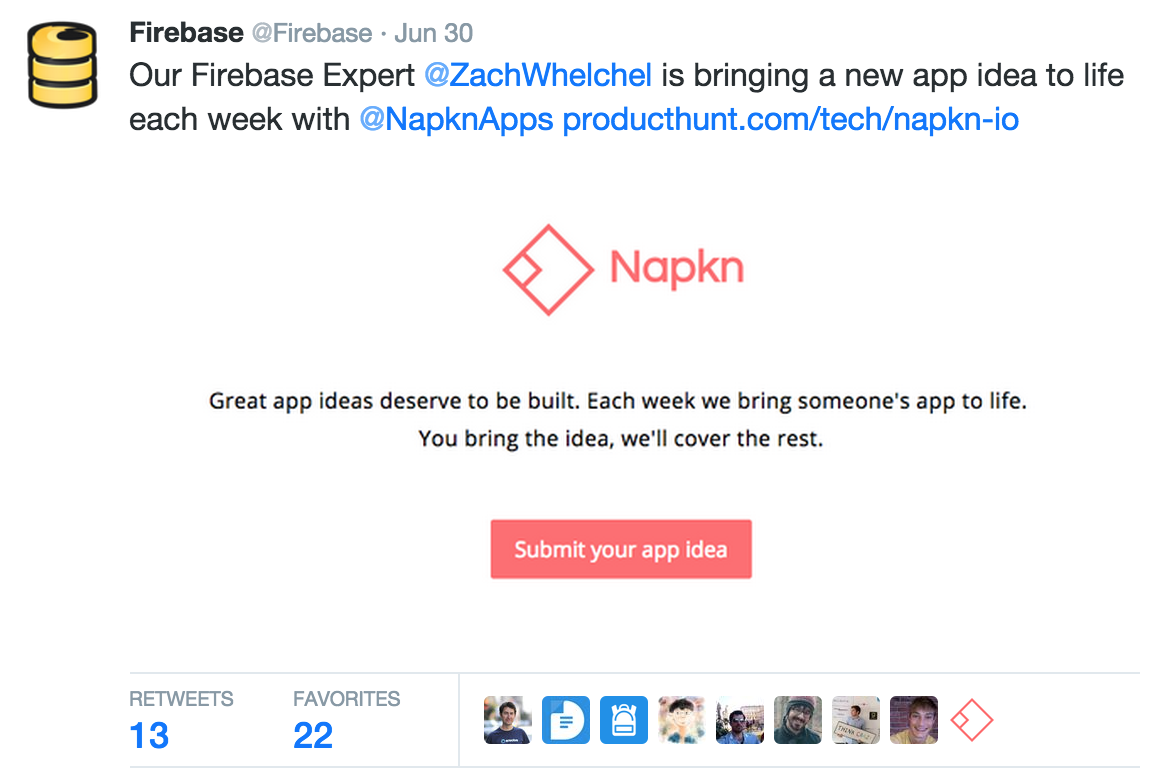 Firebase @Firebase · Jun 30
Our Firebase Expert @ZachWhelchel is bringing a new app idea to life
each week with @NapknApps producthunt.com/tech/napkn-io
Napkn
Great app ideas deserve to be built. Each week we bring someone's app to life.
You bring the idea, we'll cover the rest.
Submit your app idea
RETWEETS FAVORITES
13 22